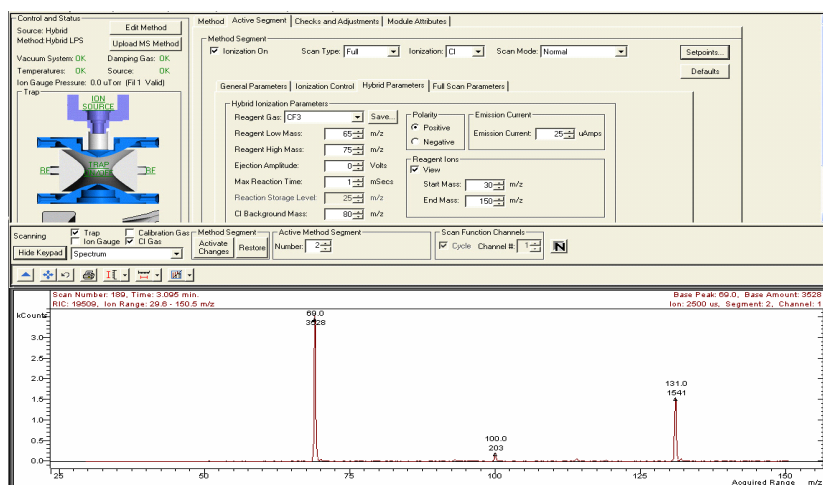 Control and Status
Source: Hybrid
Method: Hybrid LPS
Edit Method
Upload MS Method
Vacuum System: OK Damping Gas: OK
Temperatures: OK Source: OK
Ion Gauge Pressure: 0.0 uTorr (Fil 1 Valid)
Trap
ION
SOURCE
RF
TRAP
RF
Method Active Segment Checks and Adjustments Module Attributes
Method Segment
Ionization On Scan Type: Full Ionization: CI Scan Mode: Normal Setpoints...
Defaults
General Parameters Ionization Control Hybrid Parameters Full Scan Parameters
Hybrid Ionization Parameters
Reagent Gas: CF3 Save...
Reagent Low Mass: 65 m/z
Reagent High Mass: 75 m/z
Ejection Amplitude: 0 Volts
Max Reaction Time: 1 mSecs
Reaction Storage Level: 25 m/z
CI Background Mass: 80 m/z
Polarity
Positive
Negative
Emission Current
Emission Current: 25 uAmps
Reagent Ions
View
Start Mass: 30 m/z
End Mass: 150 m/z
Scanning
Trap Calibration Gas
Ion Gauge CI Gas
Hide Keypad Spectrum
Method Segment
Activate Changes Restore
Active Method Segment
Number: 2
Scan Function Channels
Cycle Channel #: 1
N
Scan Number: 189, Time: 3.095 min.
RIC: 19509, Ion Range: 29.6 - 150.5 m/z
Base Peak: 69.0, Base Amount: 3528
Ion: 2500 us, Segment: 2, Channel: 1
kCounts
3.0
2.5
2.0
1.5
1.0
0.5
0.0
69.0
3528
100.0
203
131.0
1541
25 50 75 100 125 150
Acquired Range m/z